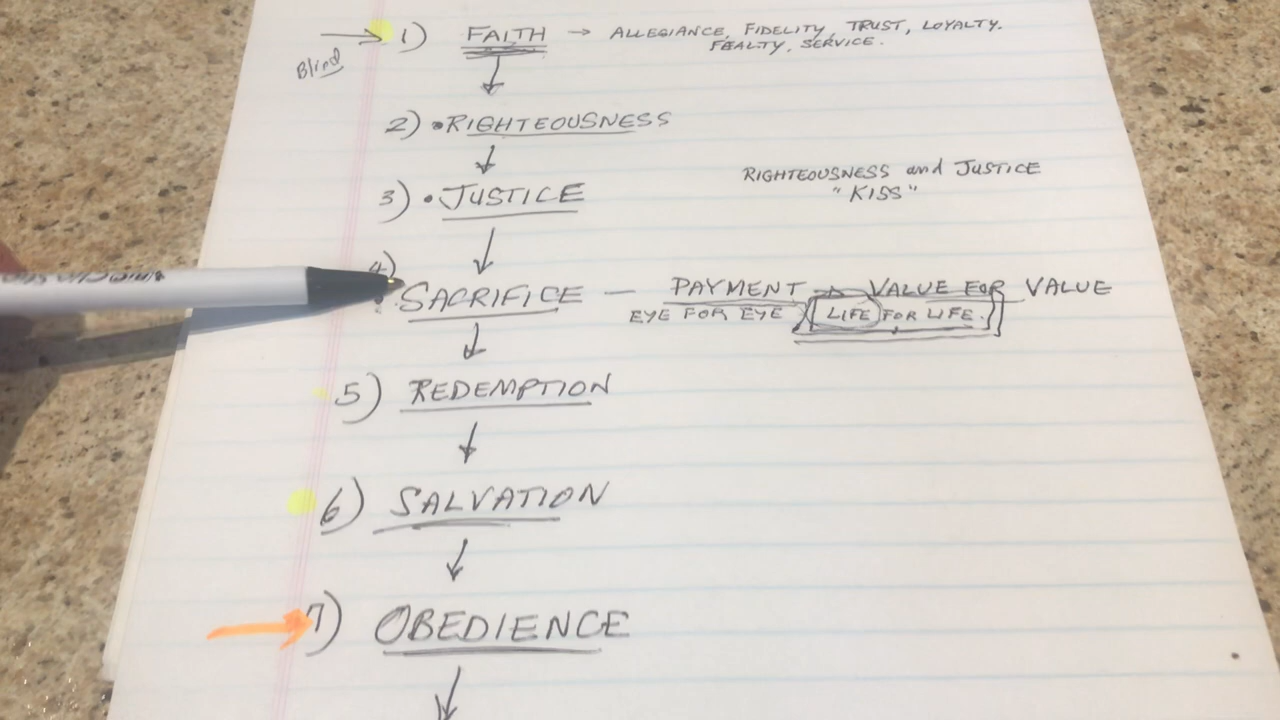 1) FAITH → ALLEGIANCE, FIDELITY, TRUST, LOYALTY.
FEALTY, SERVICE.
Blind
2) • RIGHTEOUSNESS
RIGHTEOUSNESS and JUSTICE
"KISS"
3) • JUSTICE
4) SACRIFICE — PAYMENT → VALUE FOR VALUE
EYE FOR EYE LIFE FOR LIFE.
5) REDEMPTION
6) SALVATION
7) OBEDIENCE